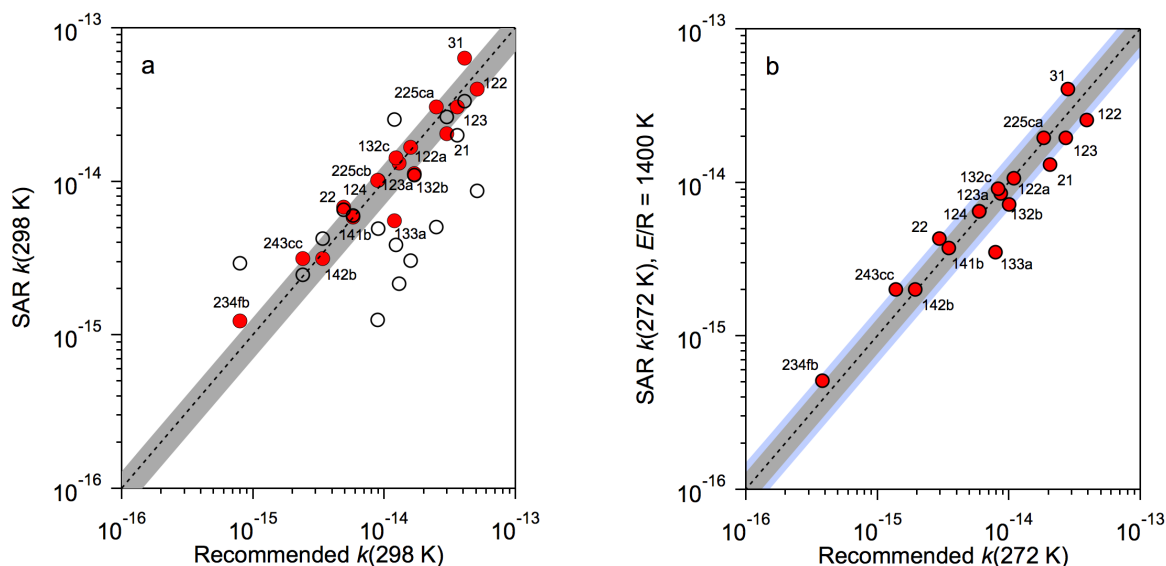 a
SAR k(298 K)
10⁻¹³
10⁻¹⁴
10⁻¹⁵
10⁻¹⁶
31
122
225ca
123
21
132c
122a
225cb
123a
132b
124
22
141b
133a
243cc
142b
234fb
10⁻¹⁶ 10⁻¹⁵ 10⁻¹⁴ 10⁻¹³
Recommended k(298 K)
b
SAR k(272 K), E/R = 1400 K
10⁻¹³
10⁻¹⁴
10⁻¹⁵
10⁻¹⁶
31
122
225ca
123
21
132c
122a
123a
132b
124
22
141b
133a
243cc
142b
234fb
10⁻¹⁶ 10⁻¹⁵ 10⁻¹⁴ 10⁻¹³
Recommended k(272 K)